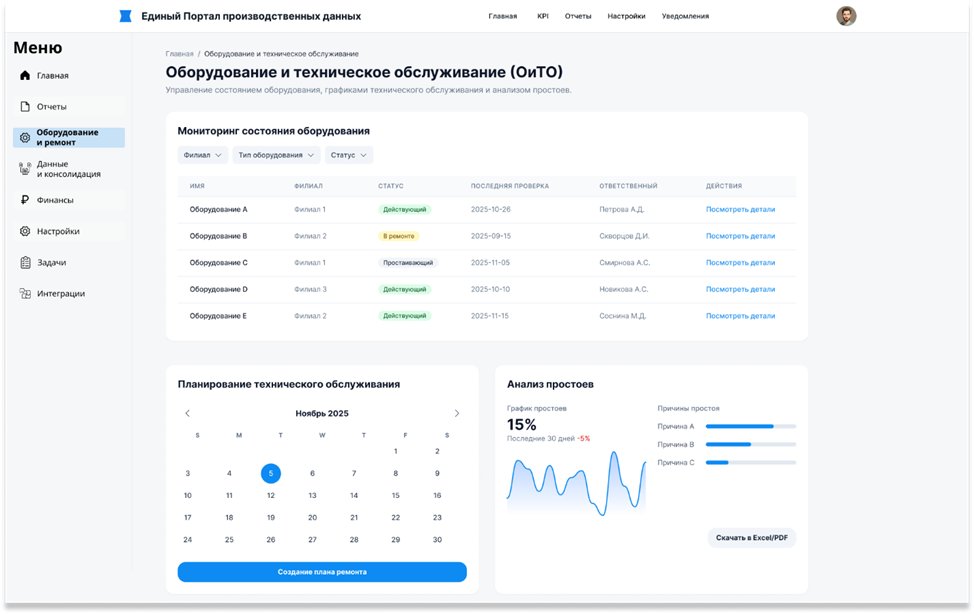 Единый Портал производственных данных
Главная KPI Отчеты Настройки Уведомления
Меню
Главная
Отчеты
Оборудование
и ремонт
Данные
и консолидация
Финансы
Настройки
Задачи
Интеграции
Главная / Оборудование и техническое обслуживание
Оборудование и техническое обслуживание (ОиТО)
Управление состоянием оборудования, графиками технического обслуживания и анализом простоев.
Мониторинг состояния оборудования
Филиал Тип оборудования Статус
ИМЯ ФИЛИАЛ СТАТУС ПОСЛЕДНЯЯ ПРОВЕРКА ОТВЕТСТВЕННЫЙ ДЕЙСТВИЯ
Оборудование A Филиал 1 Действующий 2025-10-26 Петрова А.Д. Посмотреть детали
Оборудование B Филиал 2 В ремонте 2025-09-15 Скворцов Д.И. Посмотреть детали
Оборудование C Филиал 1 Простаивающий 2025-11-05 Смирнова А.С. Посмотреть детали
Оборудование D Филиал 3 Действующий 2025-10-10 Новикова А.С. Посмотреть детали
Оборудование E Филиал 2 Действующий 2025-11-15 Соснина М.Д. Посмотреть детали
Планирование технического обслуживания
Ноябрь 2025
S M T W T F S
1 2
3 4 5 6 7 8 9
10 11 12 13 14 15 16
17 18 19 20 21 22 23
24 25 26 27 28 29 30
Создание плана ремонта
Анализ простоев
График простоев
15%
Последние 30 дней -5%
Причины простоя
Причина A
Причина B
Причина C
Скачать в Excel/PDF